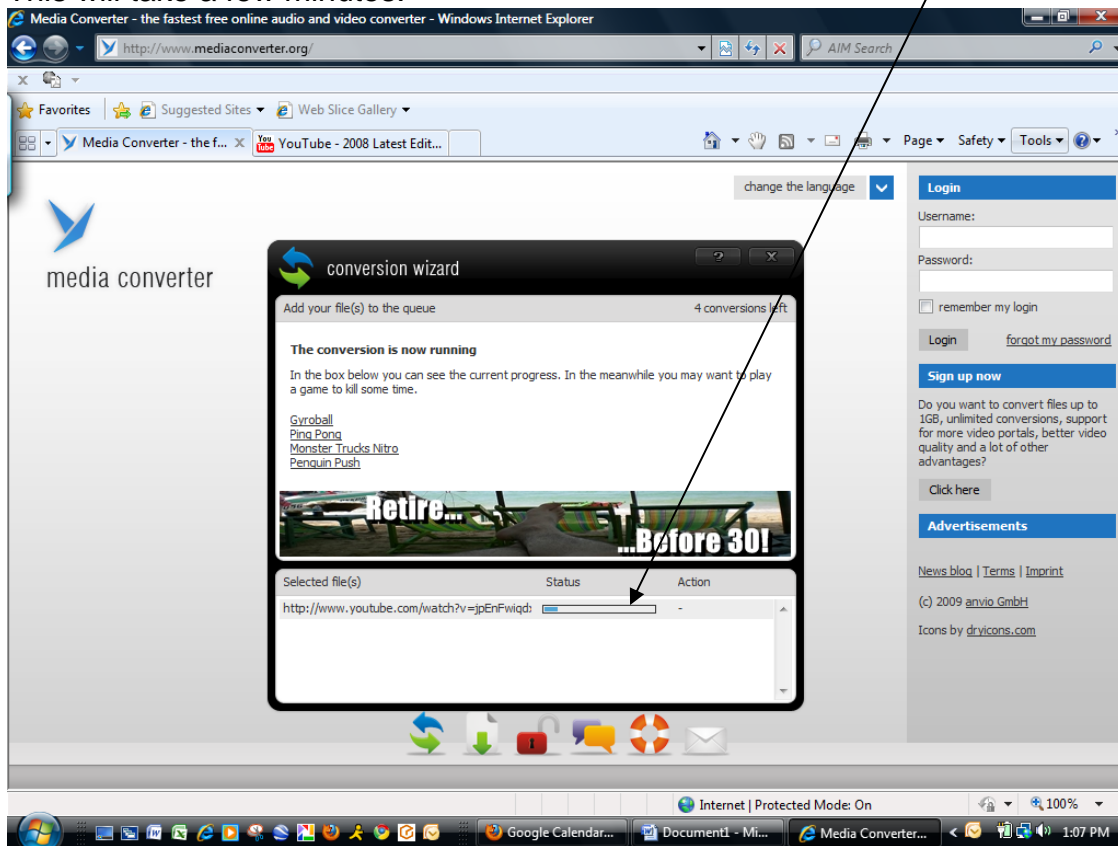 This will take a few minutes.
Media Converter - the fastest free online audio and video converter - Windows Internet Explorer
http://www.mediaconverter.org/
AIM Search
Favorites
Suggested Sites
Web Slice Gallery
Media Converter - the f...
YouTube - 2008 Latest Edit...
Page
Safety
Tools
change the language
media converter
conversion wizard
Add your file(s) to the queue
4 conversions left
The conversion is now running
In the box below you can see the current progress. In the meanwhile you may want to play
a game to kill some time.
Gyroball
Ping Pong
Monster Trucks Nitro
Penguin Push
Retire...
...Before 30!
Selected file(s)
Status
Action
http://www.youtube.com/watch?v=jpEnFwiqd
-
Login
Username:
Password:
remember my login
Login
forgot my password
Sign up now
Do you want to convert files up to
1GB, unlimited conversions, support
for more video portals, better video
quality and a lot of other
advantages?
Click here
Advertisements
News blog | Terms | Imprint
(c) 2009 anvio GmbH
Icons by dryicons.com
Internet | Protected Mode: On
100%
Google Calendar...
Document1 - Mi...
Media Converter...
1:07 PM